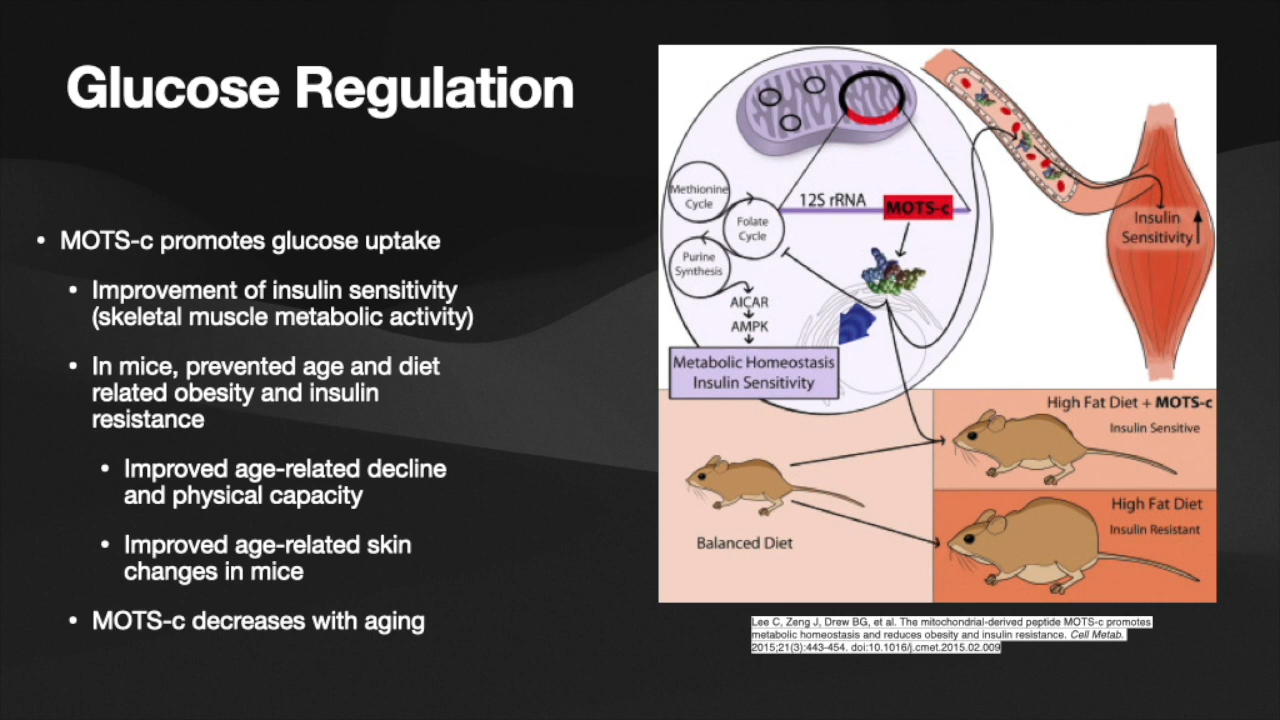 Glucose Regulation
• MOTS-c promotes glucose uptake
• Improvement of insulin sensitivity
(skeletal muscle metabolic activity)
• In mice, prevented age and diet
related obesity and insulin
resistance
• Improved age-related decline
and physical capacity
• Improved age-related skin
changes in mice
• MOTS-c decreases with aging
Methionine
Cycle
Folate
Cycle
Purine
Synthesis
12S rRNA
MOTS-c
AICAR
AMPK
Metabolic Homeostasis
Insulin Sensitivity
Insulin
Sensitivity
High Fat Diet + MOTS-c
Insulin Sensitive
Balanced Diet
High Fat Diet
Insulin Resistant
Lee C, Zeng J, Drew BG, et al. The mitochondrial-derived peptide MOTS-c promotes
metabolic homeostasis and reduces obesity and insulin resistance. Cell Metab.
2015;21(3):443-454. doi:10.1016/j.cmet.2015.02.009